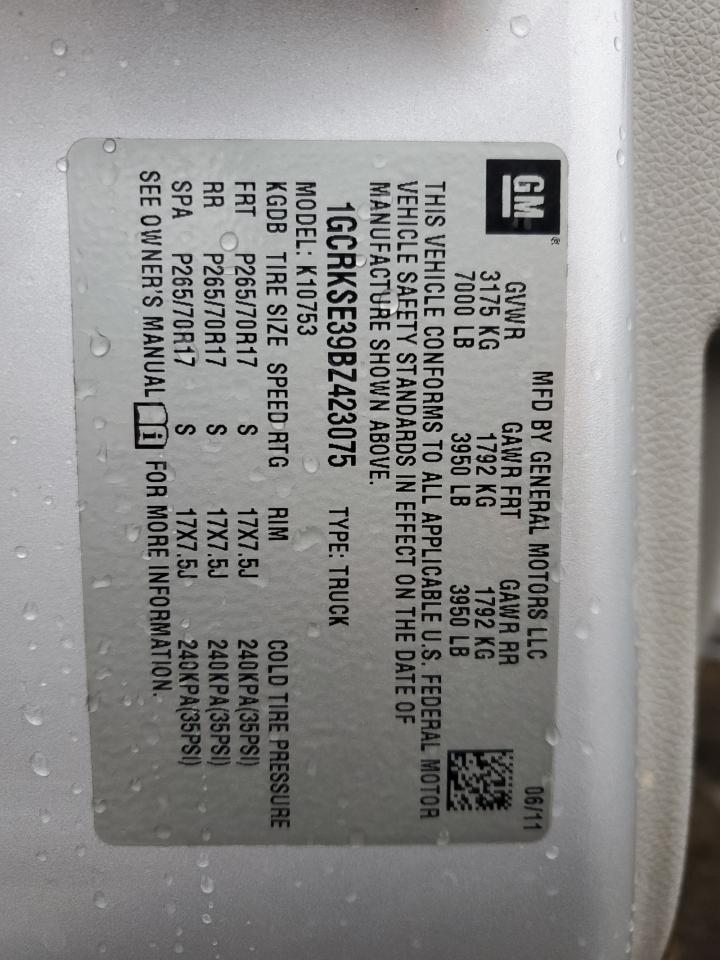 GM®
MFD BY GENERAL MOTORS LLC 06/11
GVWR GAWR FRT GAWR RR
3175 KG 1792 KG 1792 KG
7000 LB 3950 LB 3950 LB
THIS VEHICLE CONFORMS TO ALL APPLICABLE U.S. FEDERAL MOTOR
VEHICLE SAFETY STANDARDS IN EFFECT ON THE DATE OF
MANUFACTURE SHOWN ABOVE.
1GCRKSE39BZ423075 TYPE: TRUCK
MODEL: K10753
KGDB TIRE SIZE SPEED RTG RIM COLD TIRE PRESSURE
FRT P265/70R17 S 17X7.5J 240KPA(35PSI)
RR P265/70R17 S 17X7.5J 240KPA(35PSI)
SPA P265/70R17 S 17X7.5J 240KPA(35PSI)
SEE OWNER'S MANUAL i FOR MORE INFORMATION.